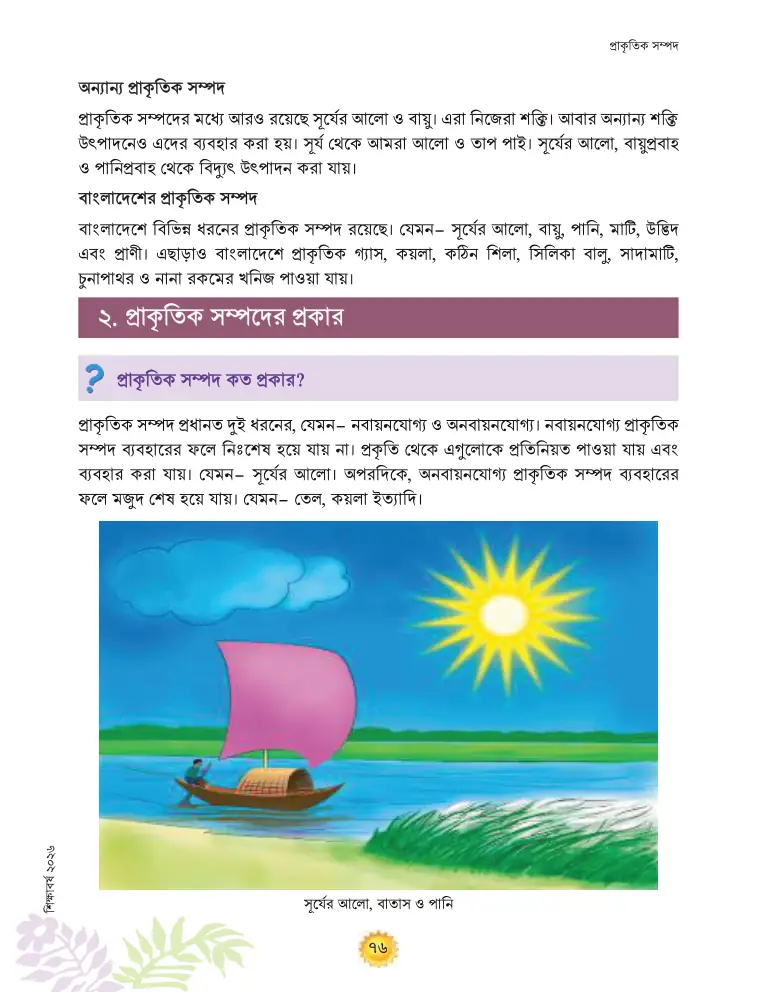 প্রাকৃতিক সম্পদ
অন্যান্য প্রাকৃতিক সম্পদ
প্রাকৃতিক সম্পদের মধ্যে আরও রয়েছে সূর্যের আলো ও বায়ু। এরা নিজেরা শক্তি। আবার অন্যান্য শক্তি
উৎপাদনেও এদের ব্যবহার করা হয়। সূর্য থেকে আমরা আলো ও তাপ পাই। সূর্যের আলো, বায়ুপ্রবাহ
ও পানিপ্রবাহ থেকে বিদ্যুৎ উৎপাদন করা যায়।
বাংলাদেশের প্রাকৃতিক সম্পদ
বাংলাদেশে বিভিন্ন ধরনের প্রাকৃতিক সম্পদ রয়েছে। যেমন– সূর্যের আলো, বায়ু, পানি, মাটি, উদ্ভিদ
এবং প্রাণী। এছাড়াও বাংলাদেশে প্রাকৃতিক গ্যাস, কয়লা, কঠিন শিলা, সিলিকা বালু, সাদামাটি,
চুনাপাথর ও নানা রকমের খনিজ পাওয়া যায়।
২. প্রাকৃতিক সম্পদের প্রকার
? প্রাকৃতিক সম্পদ কত প্রকার?
প্রাকৃতিক সম্পদ প্রধানত দুই ধরনের, যেমন– নবায়নযোগ্য ও অনবায়নযোগ্য। নবায়নযোগ্য প্রাকৃতিক
সম্পদ ব্যবহারের ফলে নিঃশেষ হয়ে যায় না। প্রকৃতি থেকে এগুলোকে প্রতিনিয়ত পাওয়া যায় এবং
ব্যবহার করা যায়। যেমন– সূর্যের আলো। অপরদিকে, অনবায়নযোগ্য প্রাকৃতিক সম্পদ ব্যবহারের
ফলে মজুদ শেষ হয়ে যায়। যেমন– তেল, কয়লা ইত্যাদি।
সূর্যের আলো, বাতাস ও পানি
শিক্ষাবর্ষ ২০২৬
৭৬